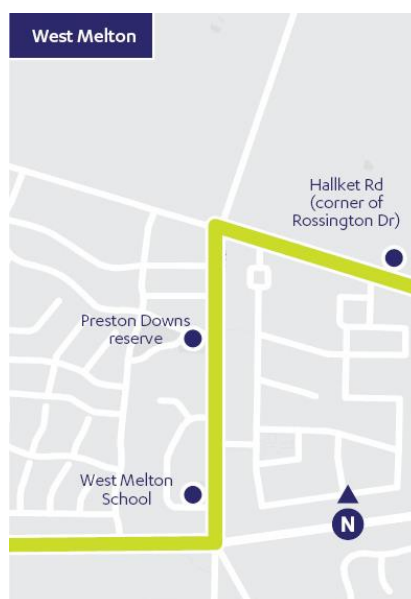 West Melton
Hallket Rd
(corner of
Rossington Dr)
Preston Downs
reserve
West Melton
School
N